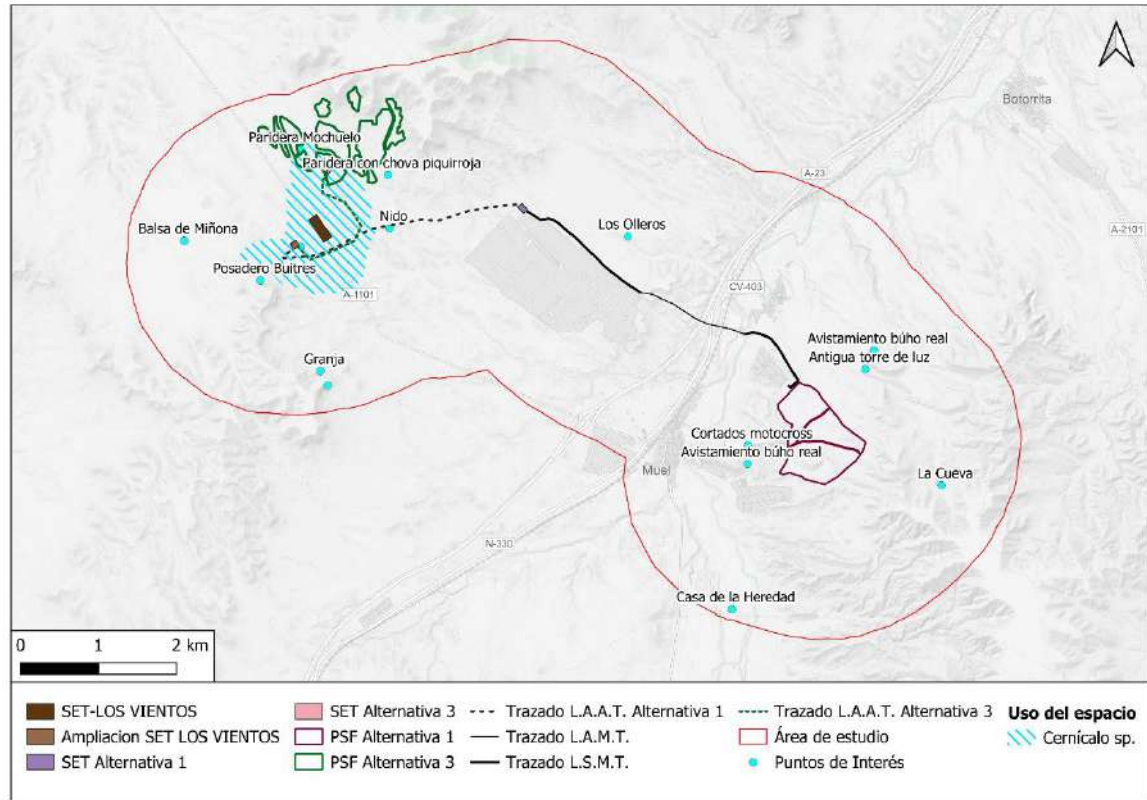 Botorrita
A-23
Paridera Mochuelo
Paridera con chova piquirroja
A-2101
Nido
Los Olleros
Balsa de Miñona
Posadero Buitres
A-1101
CV-403
Avistamiento búho real
Antigua torre de luz
Granja
Cortados motocross
Avistamiento búho real
Muel
La Cueva
N-330
Casa de la Heredad
0 1 2 km
SET-LOS VIENTOS
Ampliacion SET LOS VIENTOS
SET Alternativa 1
SET Alternativa 3
PSF Alternativa 1
PSF Alternativa 3
Trazado L.A.A.T. Alternativa 1
Trazado L.A.M.T.
Trazado L.S.M.T.
Trazado L.A.A.T. Alternativa 3
Área de estudio
Puntos de Interés
Uso del espacio
Cernícalo sp.